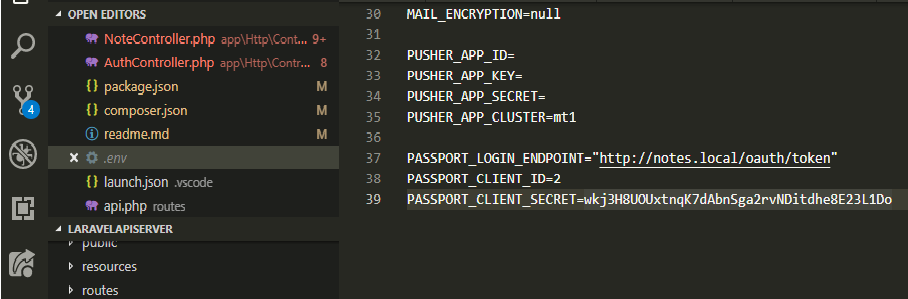 OPEN EDITORS
NoteController.php app\Http\Cont... 9+
AuthController.php app\Http\Contr... 8
{} package.json M
{} composer.json M
readme.md M
.env
{} launch.json .vscode
api.php routes
LARAVELAPISERVER
public
resources
routes
4
30 MAIL_ENCRYPTION=null
31
32 PUSHER_APP_ID=
33 PUSHER_APP_KEY=
34 PUSHER_APP_SECRET=
35 PUSHER_APP_CLUSTER=mt1
36
37 PASSPORT_LOGIN_ENDPOINT="http://notes.local/oauth/token"
38 PASSPORT_CLIENT_ID=2
39 PASSPORT_CLIENT_SECRET=wkj3H8UOUxtnqK7dAbnSga2rvNDitdhe8E23L1Do